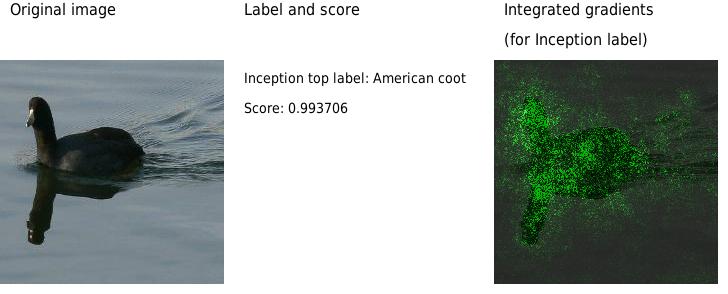 Original image
Label and score
Integrated gradients
(for Inception label)
Inception top label: American coot
Score: 0.993706